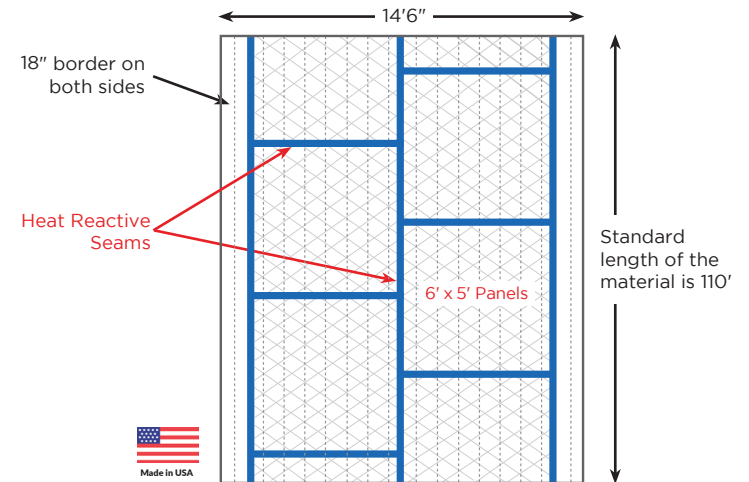 14'6"
18" border on
both sides
Heat Reactive
Seams
6' x 5' Panels
Standard
length of the
material is 110'
Made in USA